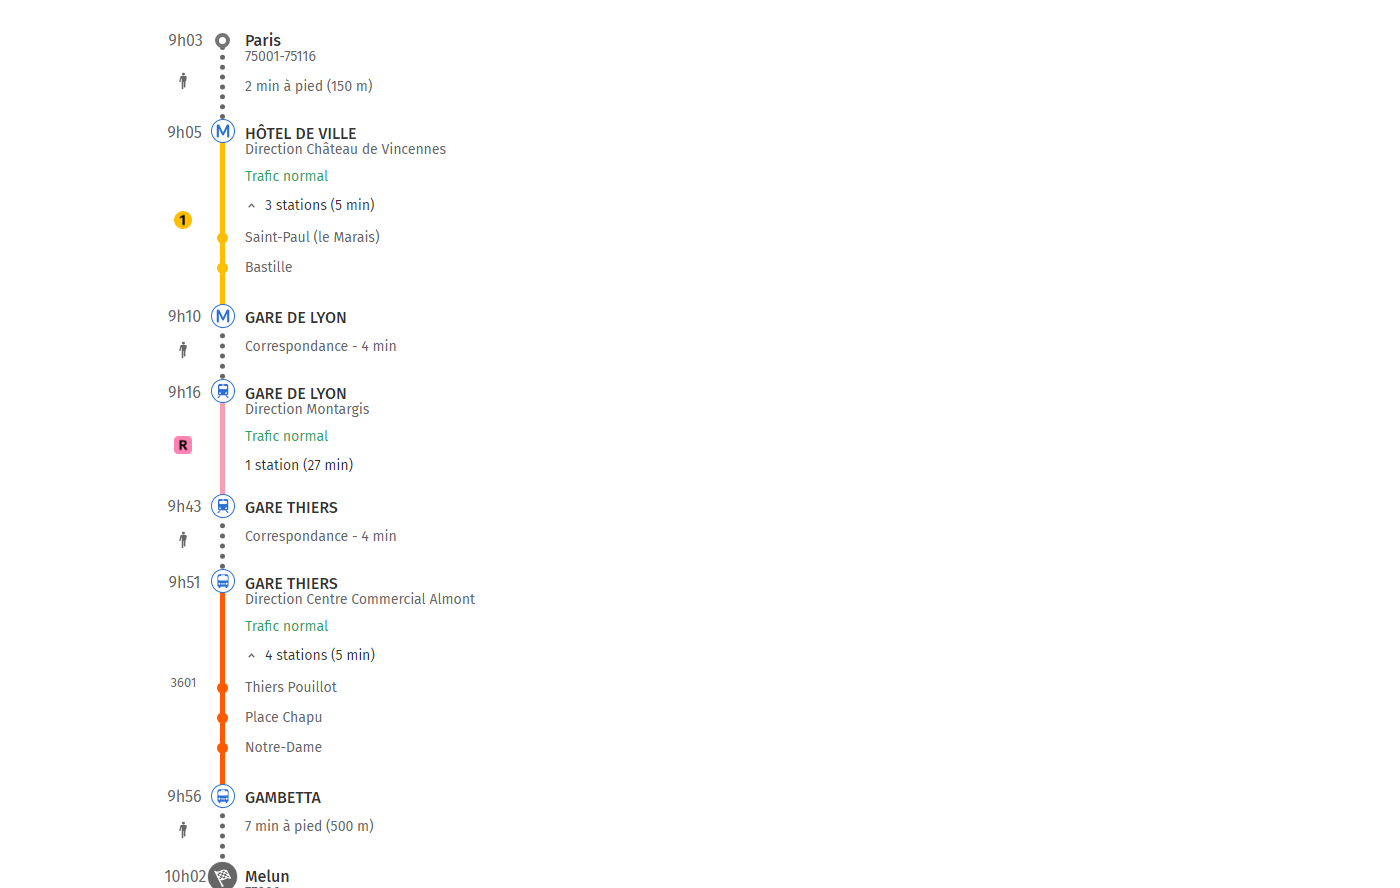 9h03 Paris
75001-75116
2 min à pied (150 m)
9h05 M HÔTEL DE VILLE
Direction Château de Vincennes
Trafic normal
3 stations (5 min)
1
Saint-Paul (le Marais)
Bastille
9h10 M GARE DE LYON
Correspondance - 4 min
9h16 GARE DE LYON
Direction Montargis
Trafic normal
R
1 station (27 min)
9h43 GARE THIERS
Correspondance - 4 min
9h51 GARE THIERS
Direction Centre Commercial Almont
Trafic normal
4 stations (5 min)
3601 Thiers Pouillot
Place Chapu
Notre-Dame
9h56 GAMBETTA
7 min à pied (500 m)
10h02 Melun